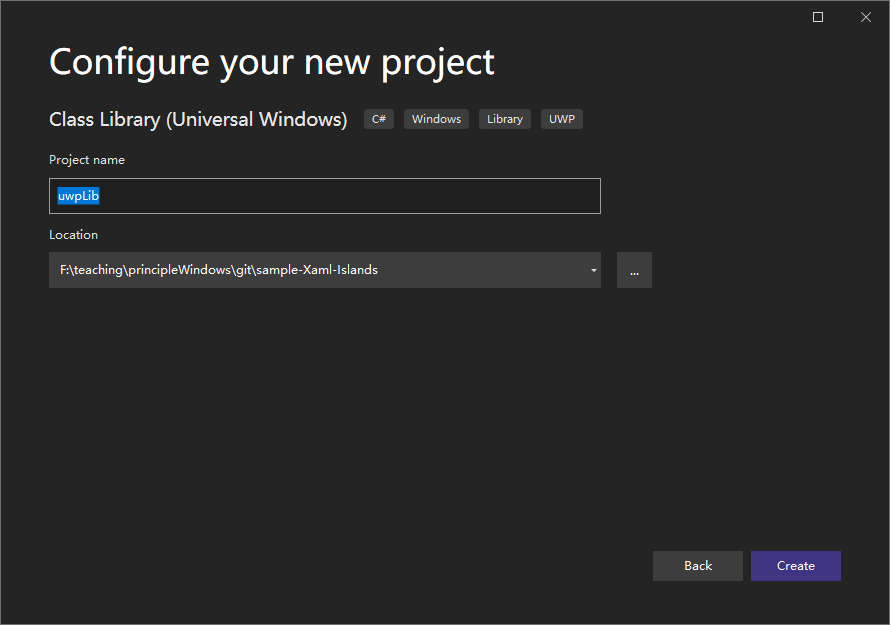 Configure your new project
Class Library (Universal Windows) C# Windows Library UWP
Project name
uwpLib
Location
F:\teaching\principleWindows\git\sample-Xaml-Islands ...
Back Create